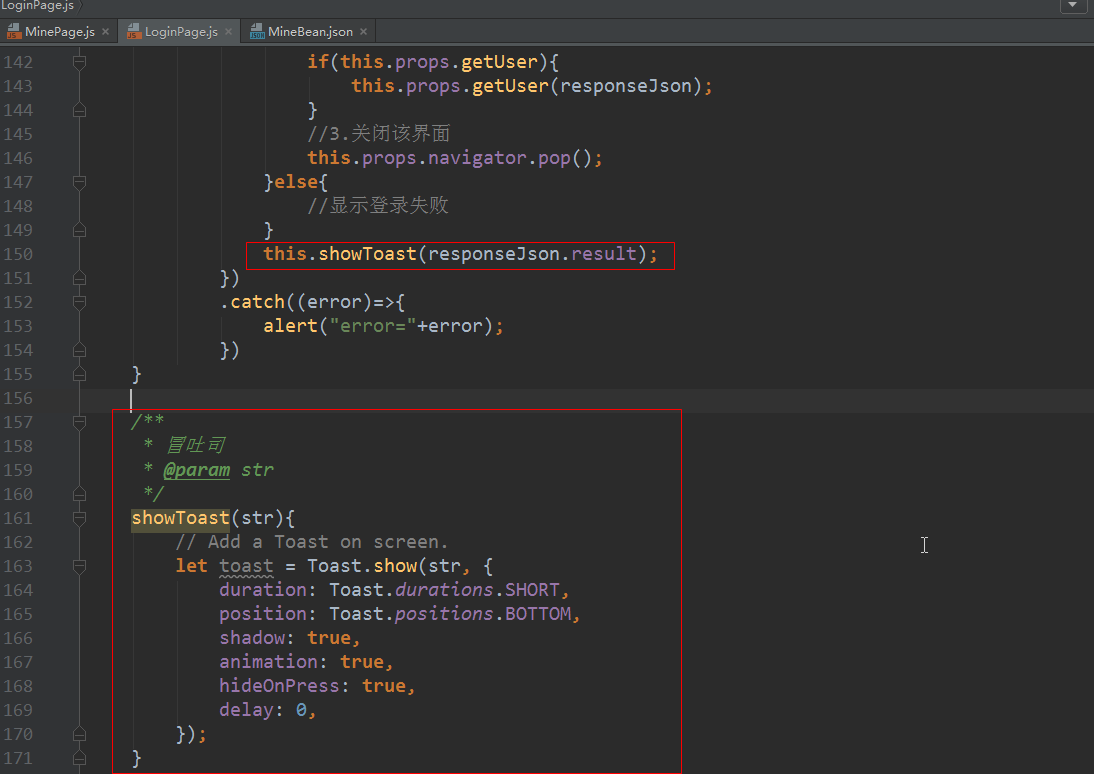 LoginPage.js
MinePage.js × LoginPage.js × MineBean.json ×
142 if(this.props.getUser){
143 this.props.getUser(responseJson);
144 }
145 //3.关闭该界面
146 this.props.navigator.pop();
147 }else{
148 //显示登录失败
149 }
150 this.showToast(responseJson.result);
151 })
152 .catch((error)=>{
153 alert("error="+error);
154 })
155 }
156
157 /**
158 * 冒吐司
159 * @param str
160 */
161 showToast(str){
162 // Add a Toast on screen.
163 let toast = Toast.show(str, {
164 duration: Toast.durations.SHORT,
165 position: Toast.positions.BOTTOM,
166 shadow: true,
167 animation: true,
168 hideOnPress: true,
169 delay: 0,
170 });
171 }